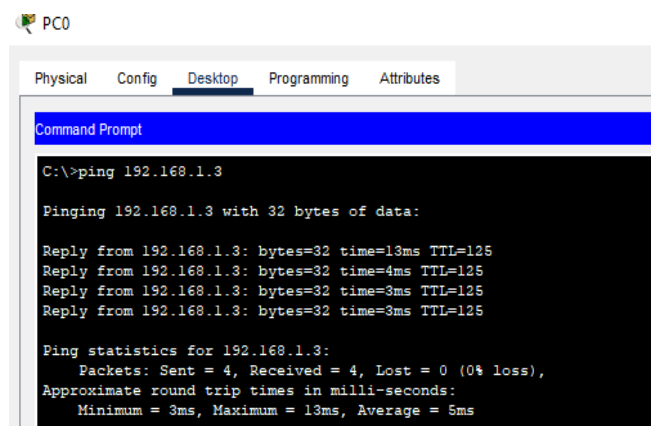 PC0
Physical Config Desktop Programming Attributes
Command Prompt
C:\>ping 192.168.1.3
Pinging 192.168.1.3 with 32 bytes of data:
Reply from 192.168.1.3: bytes=32 time=13ms TTL=125
Reply from 192.168.1.3: bytes=32 time=4ms TTL=125
Reply from 192.168.1.3: bytes=32 time=3ms TTL=125
Reply from 192.168.1.3: bytes=32 time=3ms TTL=125
Ping statistics for 192.168.1.3:
Packets: Sent = 4, Received = 4, Lost = 0 (0% loss),
Approximate round trip times in milli-seconds:
Minimum = 3ms, Maximum = 13ms, Average = 5ms